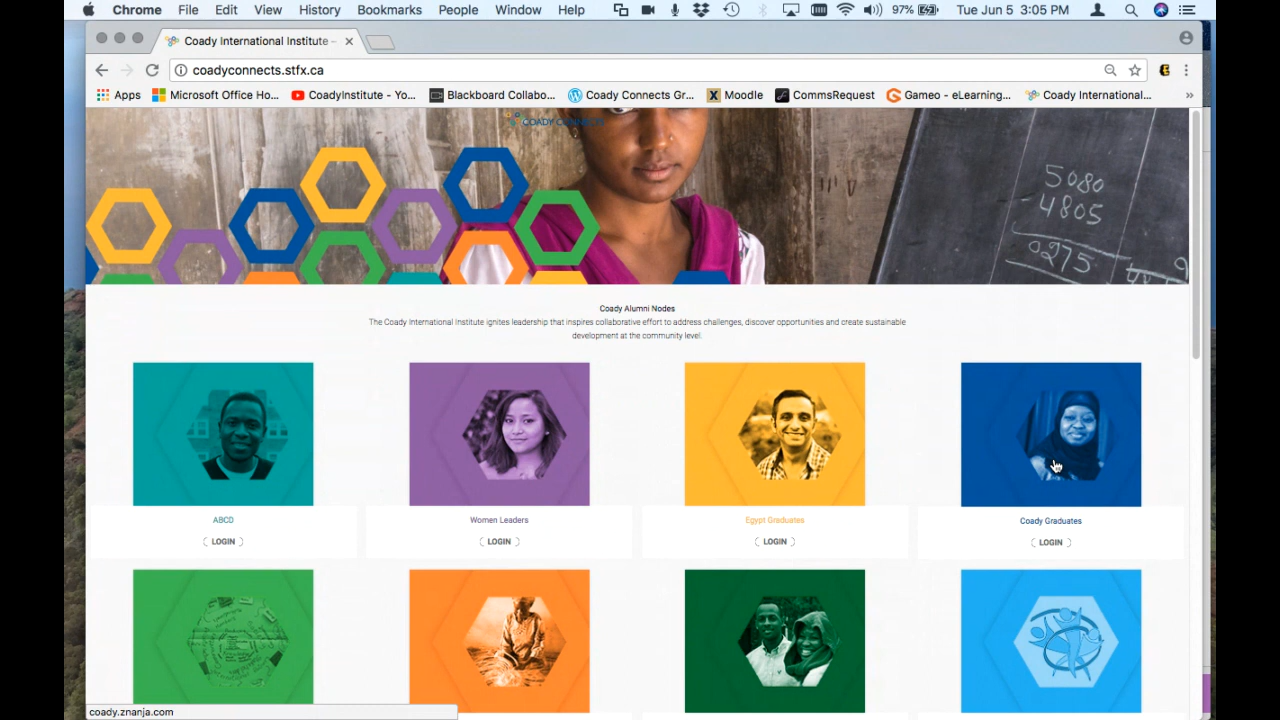 Chrome File Edit View History Bookmarks People Window Help 97% Tue Jun 5 3:05 PM
Coady International Institute –
coadyconnects.stfx.ca
Apps Microsoft Office Ho... CoadyInstitute - Yo... Blackboard Collabo... Coady Connects Gr... Moodle CommsRequest Gameo - eLearning... Coady International... »
COADY CONNECTS
5080
-4805
0275
Coady Alumni Nodes
The Coady International Institute ignites leadership that inspires collaborative effort to address challenges, discover opportunities and create sustainable
development at the community level.
ABCD Women Leaders Egypt Graduates Coady Graduates
LOGIN LOGIN LOGIN LOGIN
coady.znanja.com